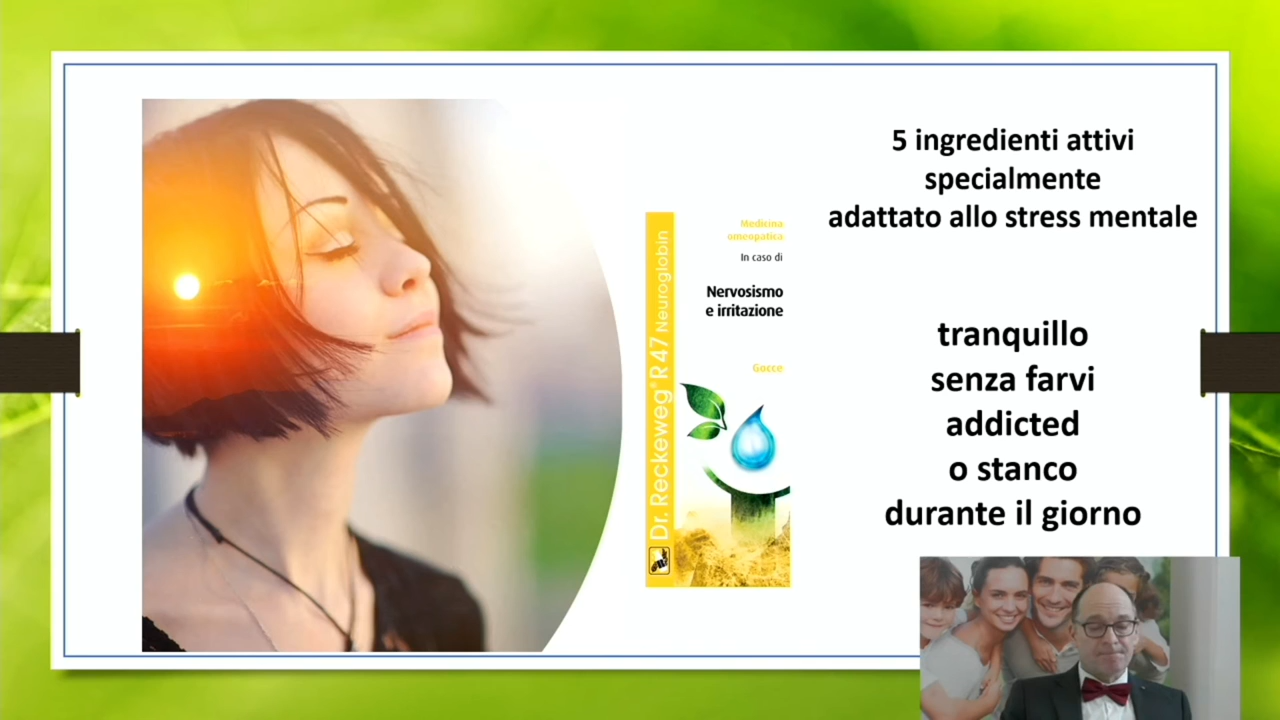 5 ingredienti attivi
specialmente
adattato allo stress mentale
Dr. Reckeweg® R 47 Neuroglobin
Medicina
omeopatica
In caso di
Nervosismo
e irritazione
Gocce
tranquillo
senza farvi
addicted
o stanco
durante il giorno